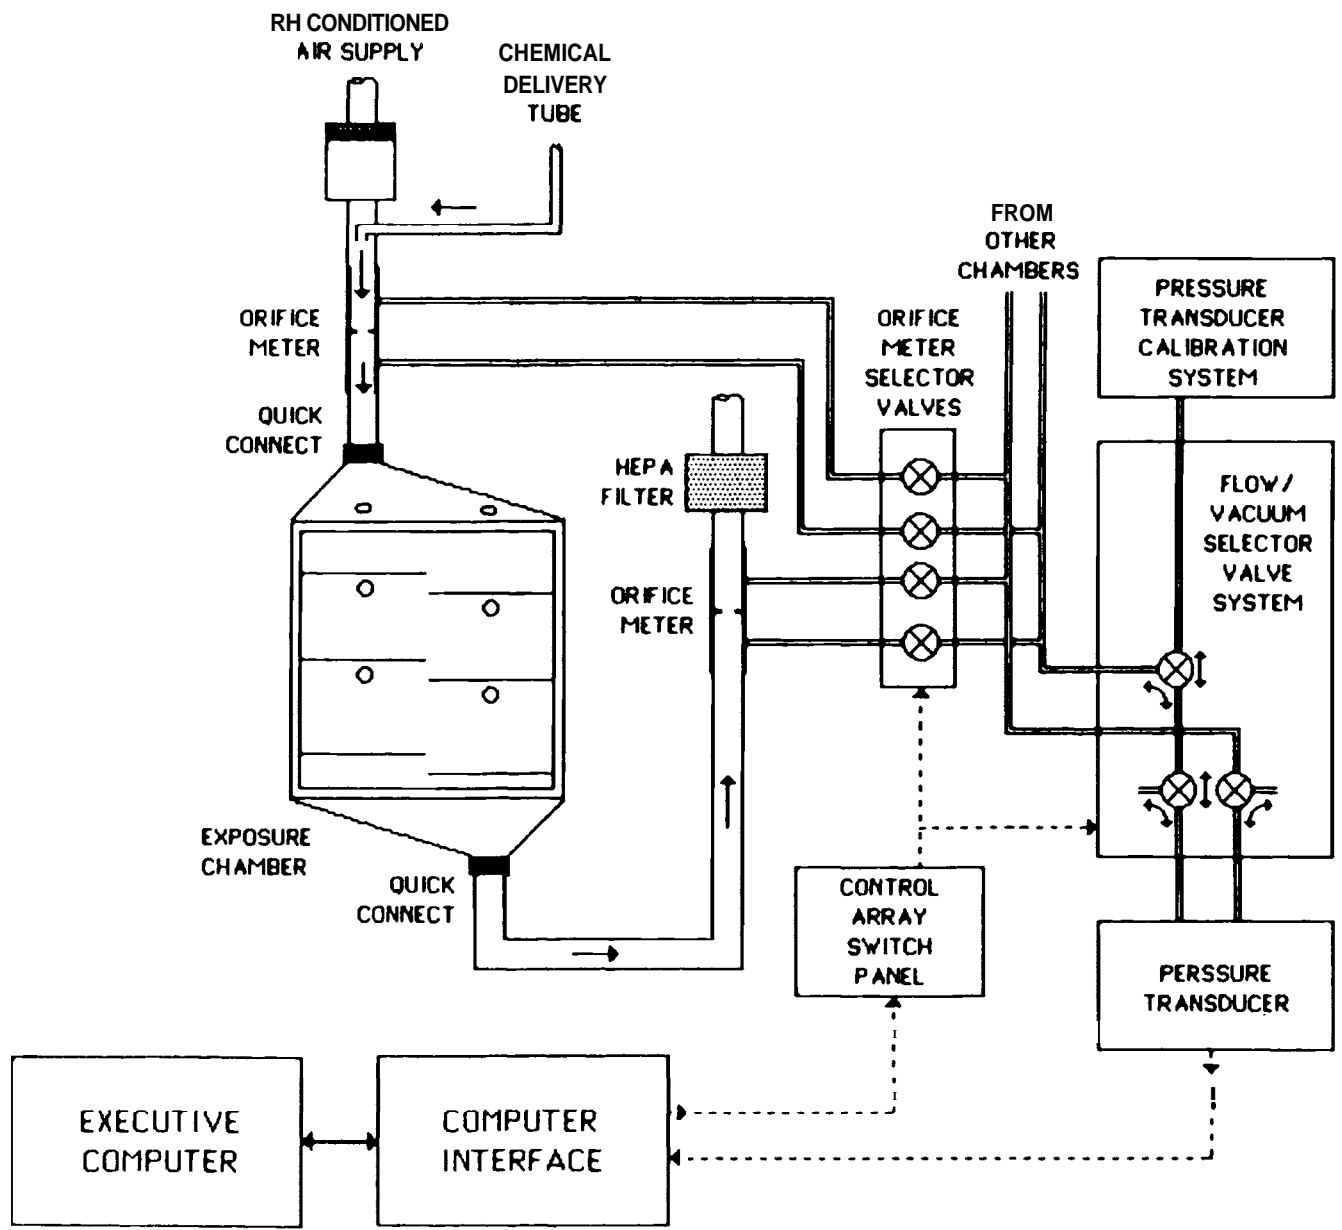 RH CONDITIONED
AIR SUPPLY
CHEMICAL
DELIVERY
TUBE
FROM
OTHER
CHAMBERS
ORIFICE
METER
ORIFICE
METER
SELECTOR
VALVES
PRESSURE
TRANSDUCER
CALIBRATION
SYSTEM
QUICK
CONNECT
HEPA
FILTER
FLOW/
VACUUM
SELECTOR
VALVE
SYSTEM
ORIFICE
METER
EXPOSURE
CHAMBER
QUICK
CONNECT
CONTROL
ARRAY
SWITCH
PANEL
PERSSURE
TRANSDUCER
EXECUTIVE
COMPUTER
COMPUTER
INTERFACE